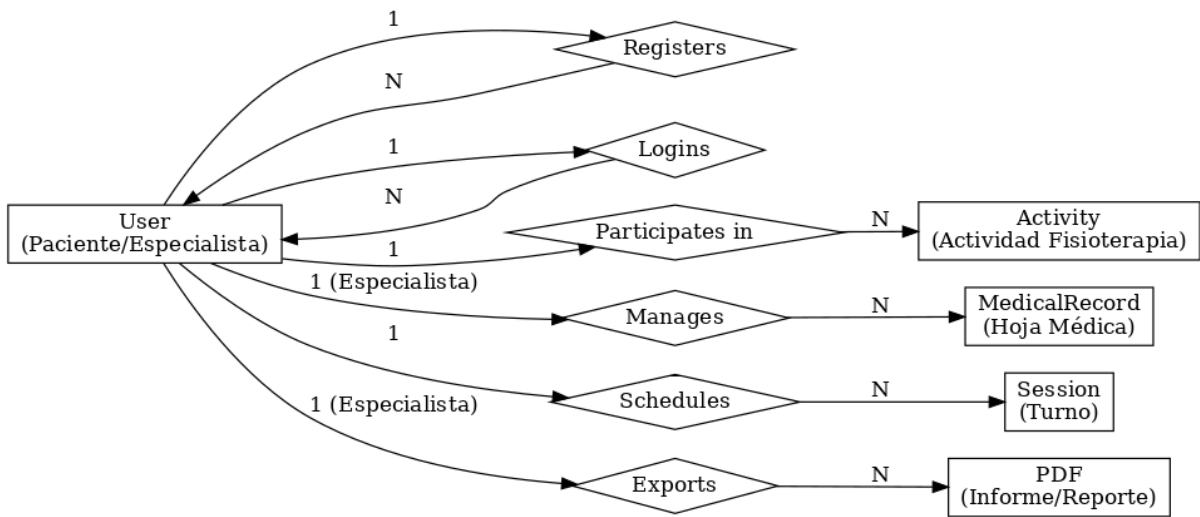 1
Registers
N
1
Logins
N
User
(Paciente/Especialista)
1
Participates in
N
Activity
(Actividad Fisioterapia)
1 (Especialista)
Manages
N
MedicalRecord
(Hoja Médica)
1
Schedules
N
Session
(Turno)
1 (Especialista)
Exports
N
PDF
(Informe/Reporte)